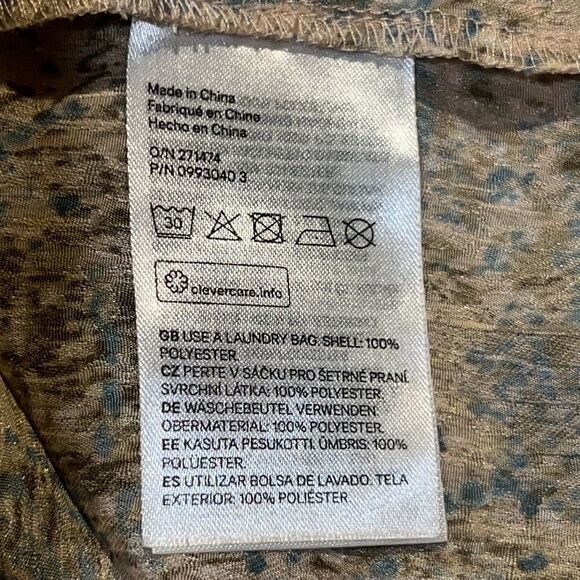 Made in China
Fabriqué en Chine
Hecho en China
O/N 271474
P/N 0993040 3
30
clevercare.info
GB USE A LAUNDRY BAG. SHELL: 100%
POLYESTER.
CZ PERTE V SÁČKU PRO ŠETRNÉ PRANÍ.
SVRCHNÍ LÁTKA: 100% POLYESTER.
DE WÄSCHEBEUTEL VERWENDEN.
OBERMATERIAL: 100% POLYESTER.
EE KASUTA PESUKOTTI. ÜMBRIS: 100%
POLÜESTER.
ES UTILIZAR BOLSA DE LAVADO. TELA
EXTERIOR: 100% POLIÉSTER.